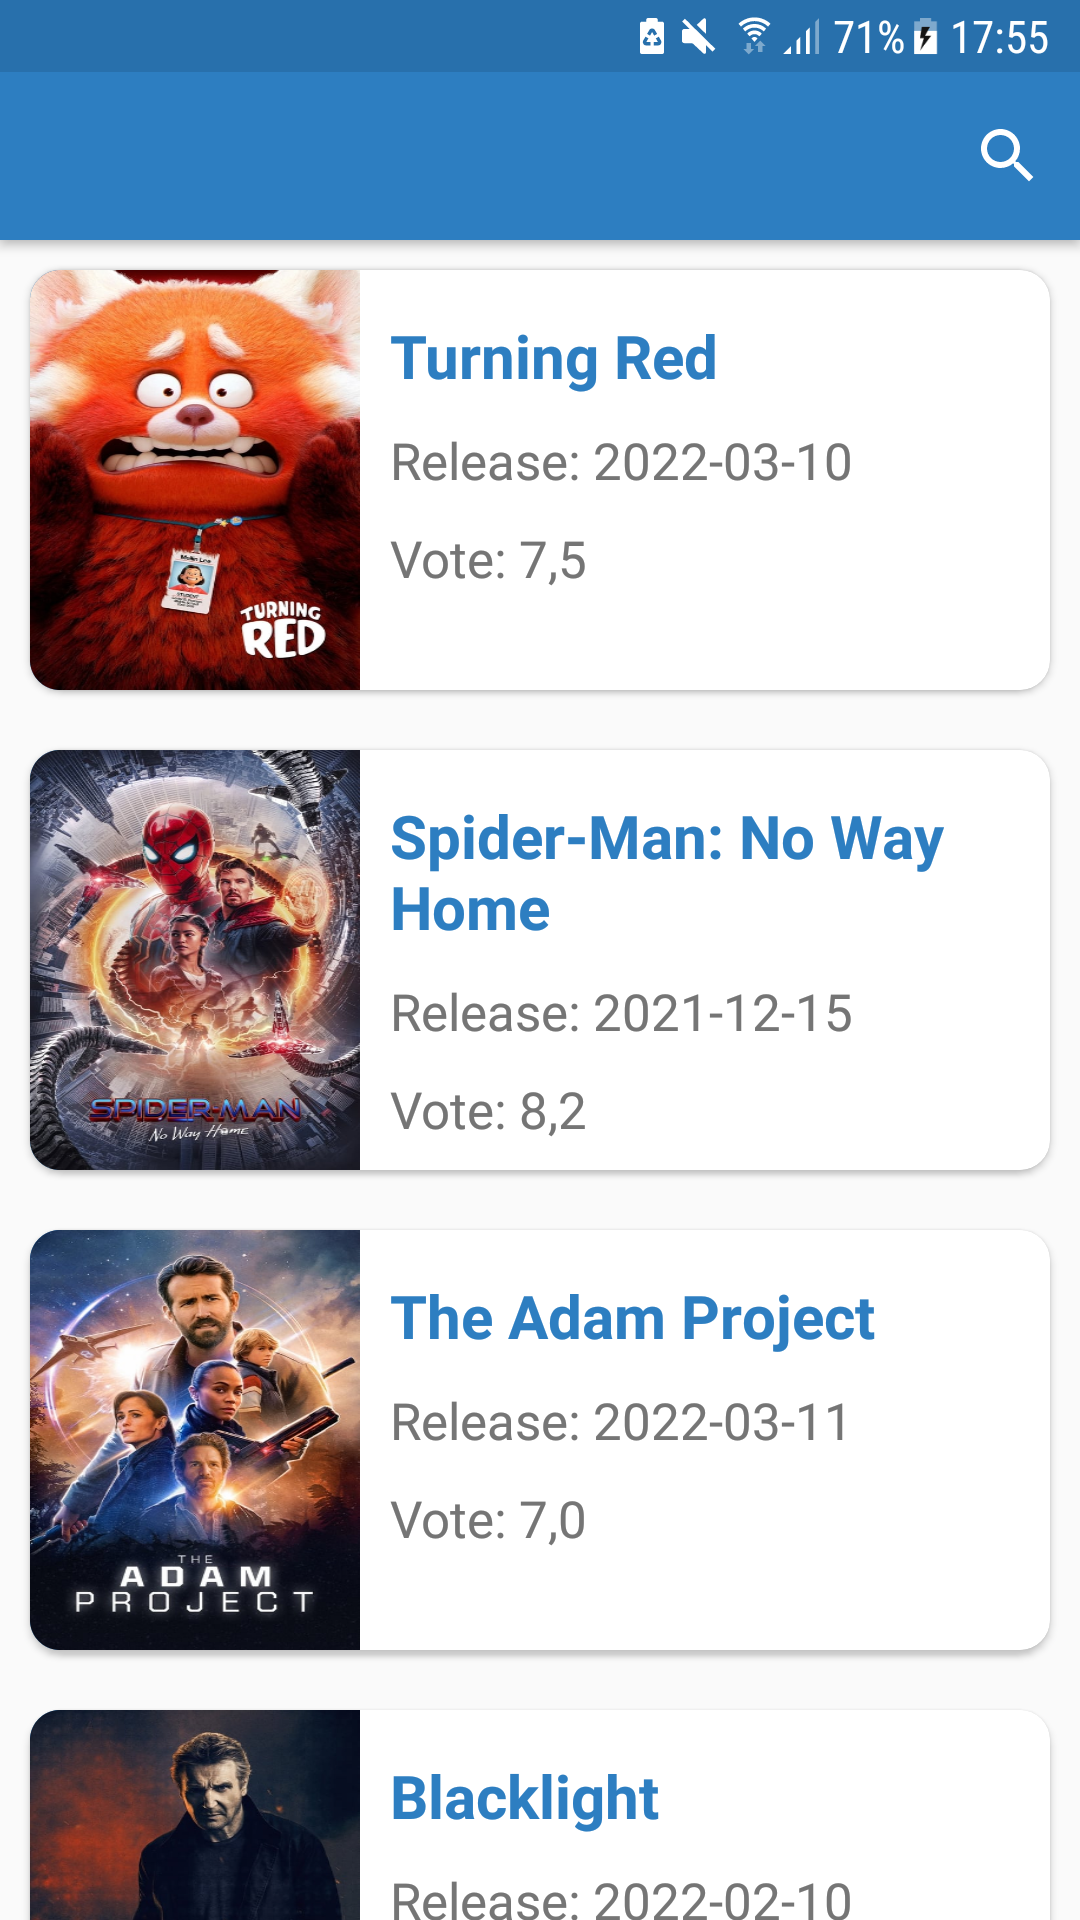 71% 17:55
Turning Red
Release: 2022-03-10
Vote: 7,5
TURNING
RED
Spider-Man: No Way
Home
Release: 2021-12-15
Vote: 8,2
SPIDER-MAN
No Way Home
The Adam Project
Release: 2022-03-11
Vote: 7,0
THE
ADAM
PROJECT
Blacklight
Release: 2022-02-10